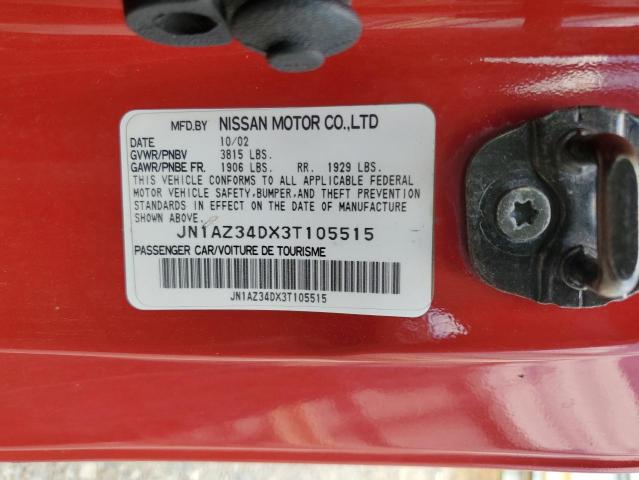 MFD.BY NISSAN MOTOR CO.,LTD
DATE 10/02
GVWR/PNBV 3815 LBS.
GAWR/PNBE FR. 1906 LBS. RR. 1929 LBS.
THIS VEHICLE CONFORMS TO ALL APPLICABLE FEDERAL
MOTOR VEHICLE SAFETY,BUMPER,AND THEFT PREVENTION
STANDARDS IN EFFECT ON THE DATE OF MANUFACTURE
SHOWN ABOVE.
JN1AZ34DX3T105515
PASSENGER CAR/VOITURE DE TOURISME
JN1AZ34DX3T105515